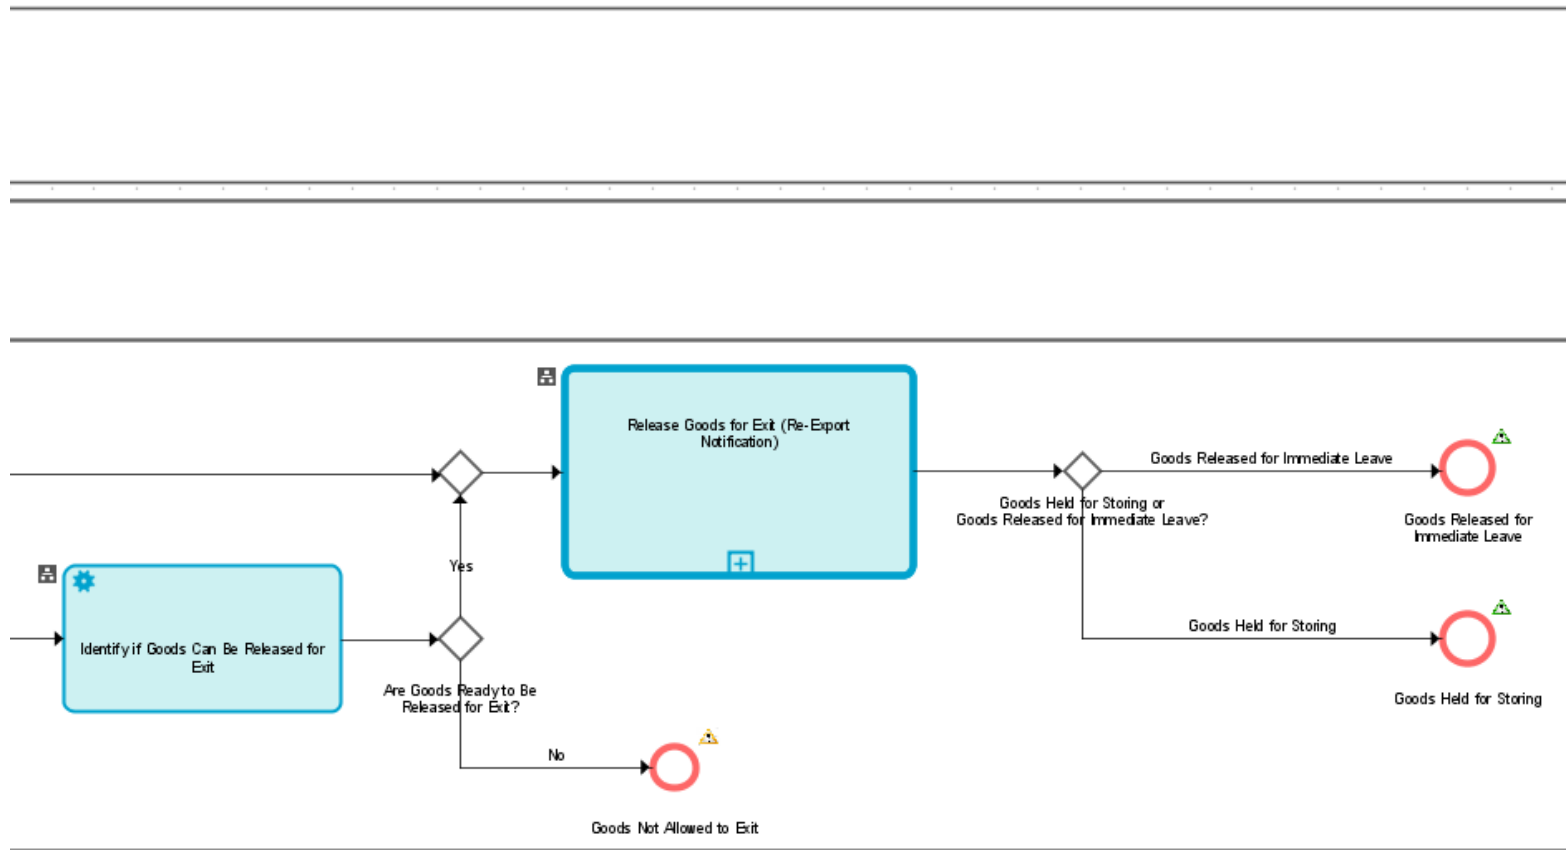 Release Goods for Exit (Re-Export
Notification)
Goods Released for Immediate Leave
Goods Held for Storing or
Goods Released for Immediate Leave?
Goods Released for
Immediate Leave
Yes
Identify if Goods Can Be Released for
Exit
Goods Held for Storing
Are Goods Ready to Be
Released for Exit?
Goods Held for Storing
No
Goods Not Allowed to Exit